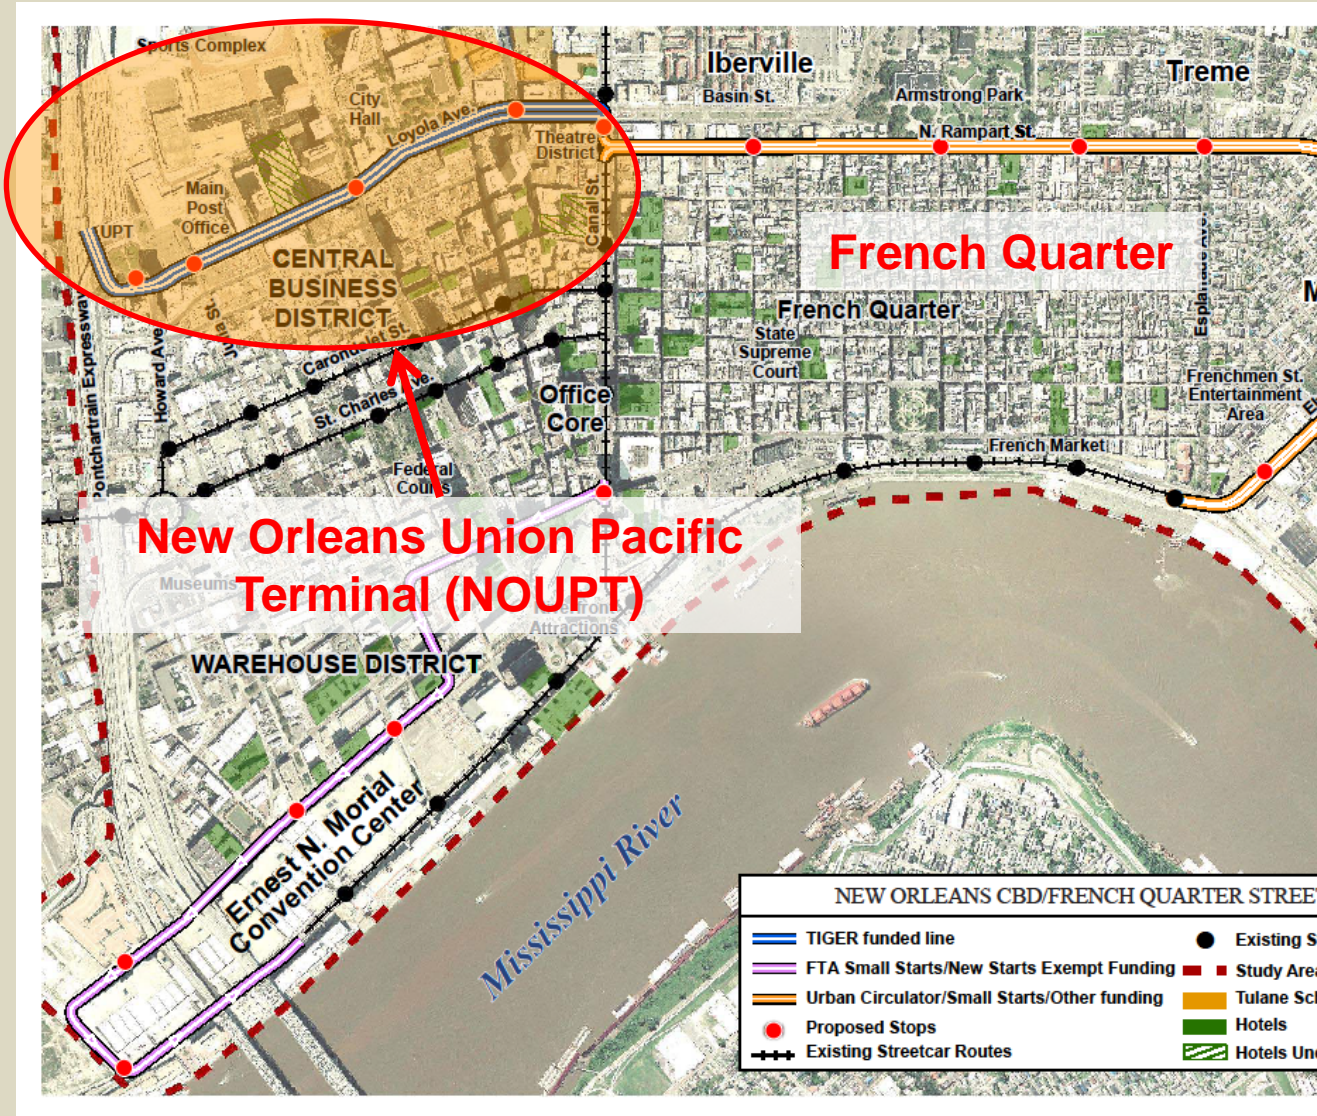 Sports Complex
Iberville
Treme
City
Hall
Basin St.
Armstrong Park
Loyola Ave.
Theatre
District
N. Rampart St.
Main
Post
Office
Canal St.
UPT
CENTRAL
BUSINESS
DISTRICT
French Quarter
French Quarter
State
Supreme
Court
Carondelet St.
St. Charles Ave.
Howard Ave.
Pontchartrain Expressway
Office
Core
Frenchmen St.
Entertainment
Area
French Market
Federal
Courts
New Orleans Union Pacific
Terminal (NOUPT)
Museums
Attractions
WAREHOUSE DISTRICT
Ernest N. Morial
Convention Center
Mississippi River
NEW ORLEANS CBD/FRENCH QUARTER STREE
TIGER funded line
FTA Small Starts/New Starts Exempt Funding
Urban Circulator/Small Starts/Other funding
Proposed Stops
Existing Streetcar Routes
Existing S
Study Area
Tulane Scl
Hotels
Hotels Un